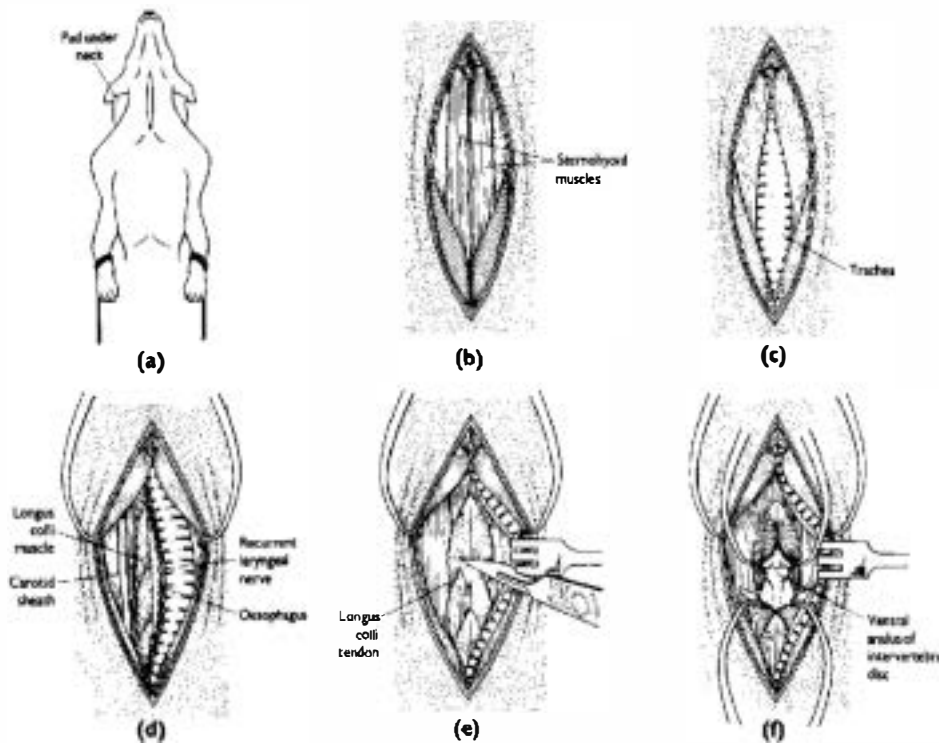 Pad under
neck
(a)
Sternohyoid
muscles
(b)
Trachea
(c)
Longus
colli
muscle
Carotid
sheath
Recurrent
laryngeal
nerve
Oesophagus
(d)
Longus
colli
tendon
(e)
Ventral
anulus of
intervertebral
disc
(f)